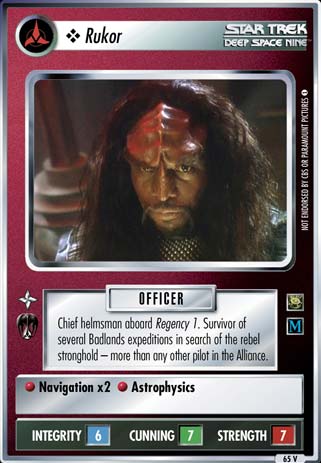 ❖ Rukor
STAR TREK
DEEP SPACE NINE™
NOT ENDORSED BY CBS OR PARAMOUNT PICTURES
OFFICER
Chief helmsman aboard Regency 1. Survivor of
several Badlands expeditions in search of the rebel
stronghold – more than any other pilot in the Alliance.
M
Navigation x2 Astrophysics
INTEGRITY 6 CUNNING 7 STRENGTH 7
65 V